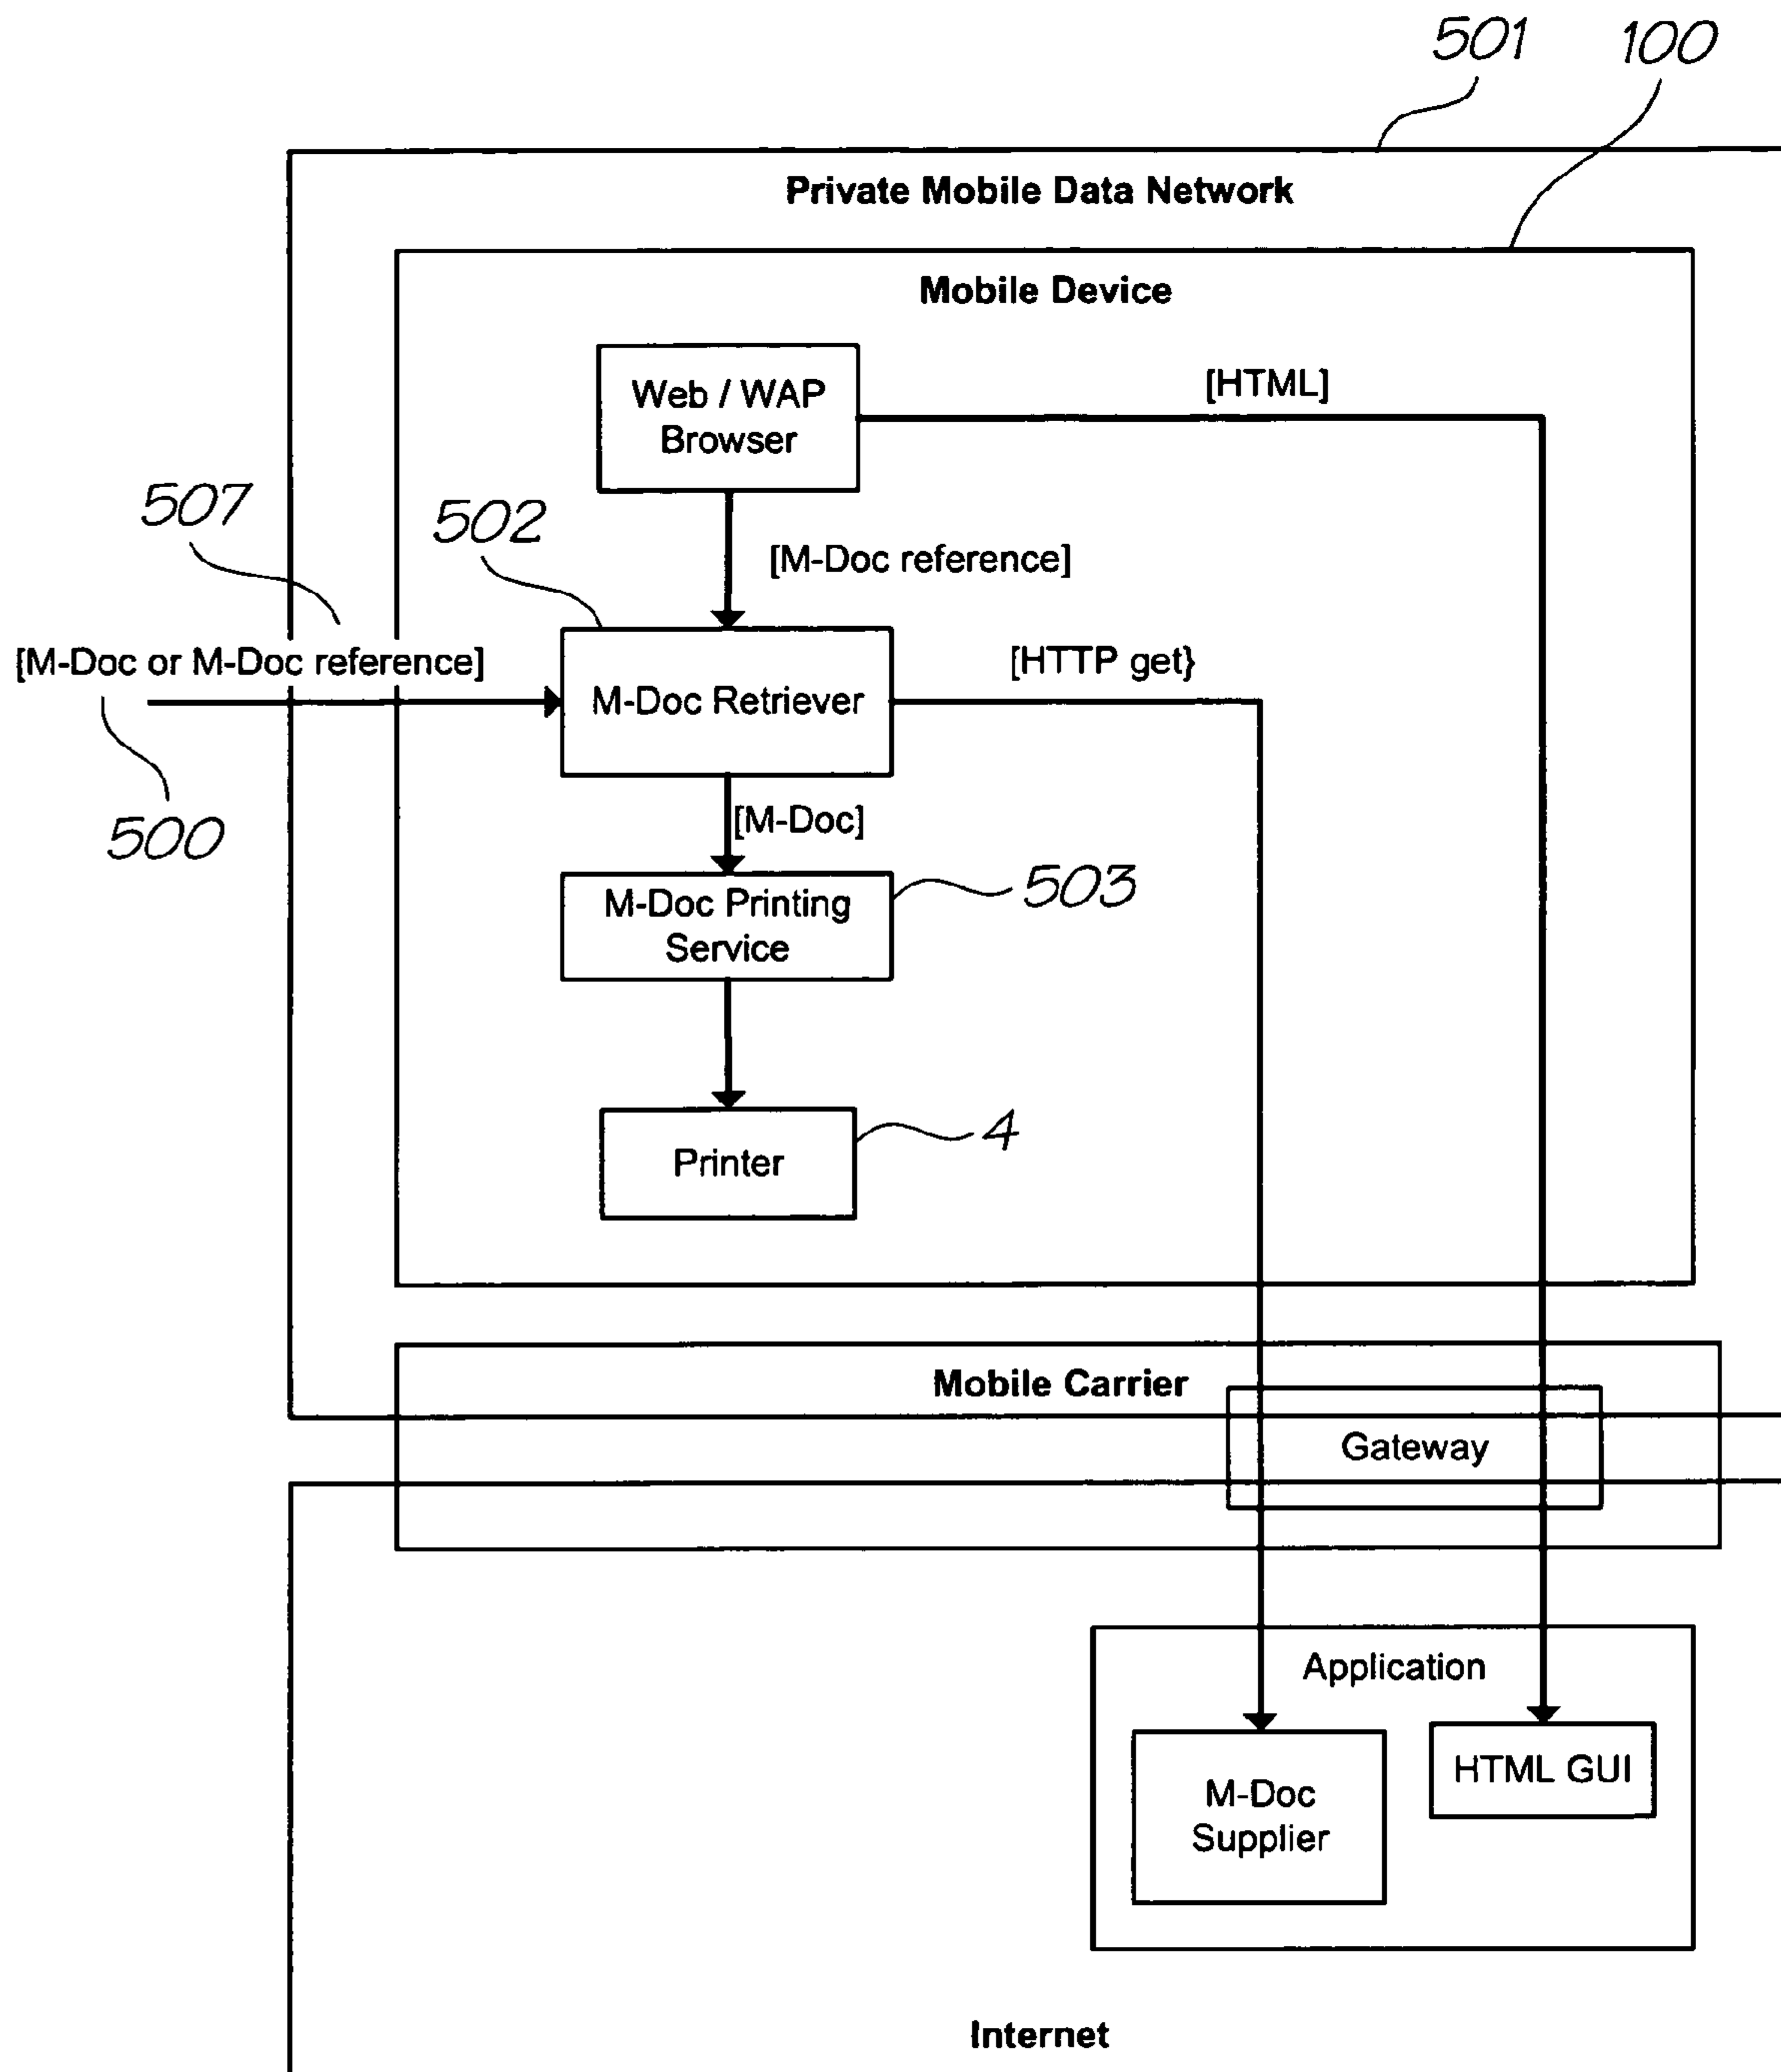 501
100
Private Mobile Data Network
Mobile Device
Web / WAP
Browser
[HTML]
507
502
[M-Doc reference]
[M-Doc or M-Doc reference]
M-Doc Retriever
[HTTP get}
500
[M-Doc]
M-Doc Printing
Service
503
Printer
4
Mobile Carrier
Gateway
Application
M-Doc
Supplier
HTML GUI
Internet